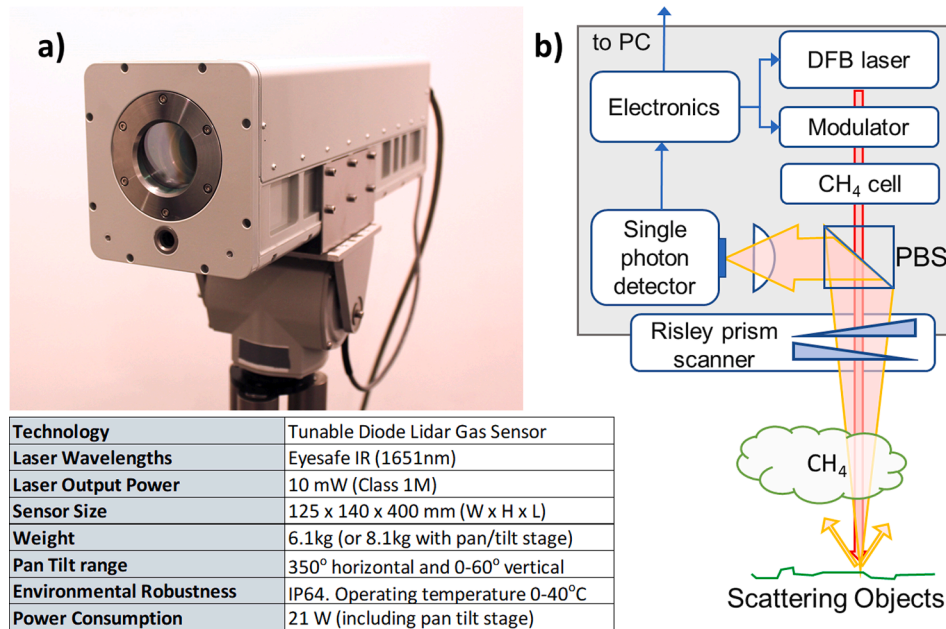 a)
Technology Tunable Diode Lidar Gas Sensor
Laser Wavelengths Eyesafe IR (1651nm)
Laser Output Power 10 mW (Class 1M)
Sensor Size 125 x 140 x 400 mm (W x H x L)
Weight 6.1kg (or 8.1kg with pan/tilt stage)
Pan Tilt range 350° horizontal and 0-60° vertical
Environmental Robustness IP64. Operating temperature 0-40°C
Power Consumption 21 W (including pan tilt stage)
b)
to PC
DFB laser
Electronics
Modulator
CH₄ cell
Single
photon
detector
PBS
Risley prism
scanner
CH₄
Scattering Objects